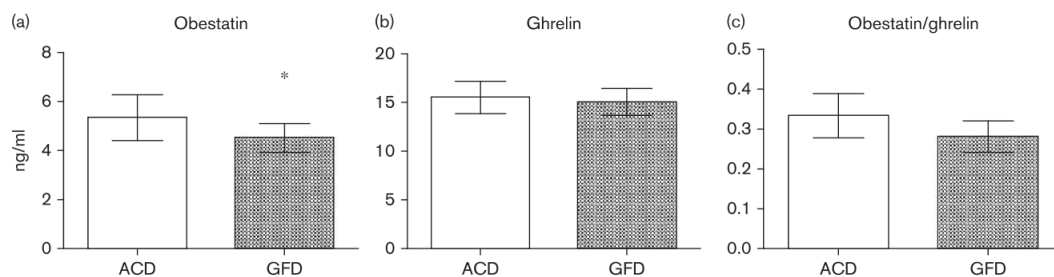 (a)
Obestatin
8
6
4
2
0
ng/ml
*
ACD
GFD
(b)
Ghrelin
20
15
10
5
0
ACD
GFD
(c)
Obestatin/ghrelin
0.5
0.4
0.3
0.2
0.1
0.0
ACD
GFD